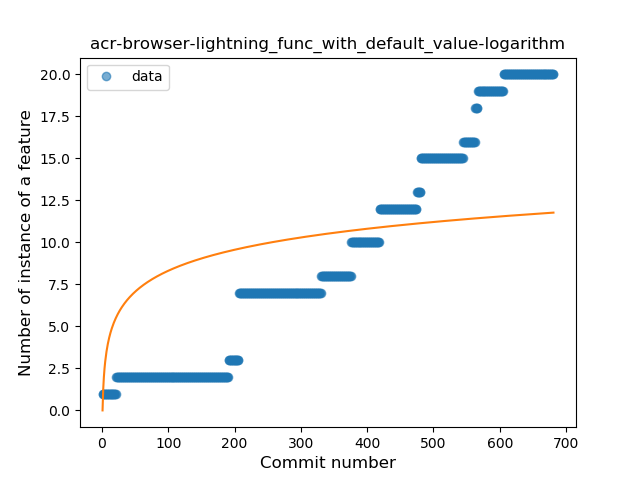 acr-browser-lightning_func_with_default_value-logarithm
data
Number of instance of a feature
20.0
17.5
15.0
12.5
10.0
7.5
5.0
2.5
0.0
0 100 200 300 400 500 600 700
Commit number